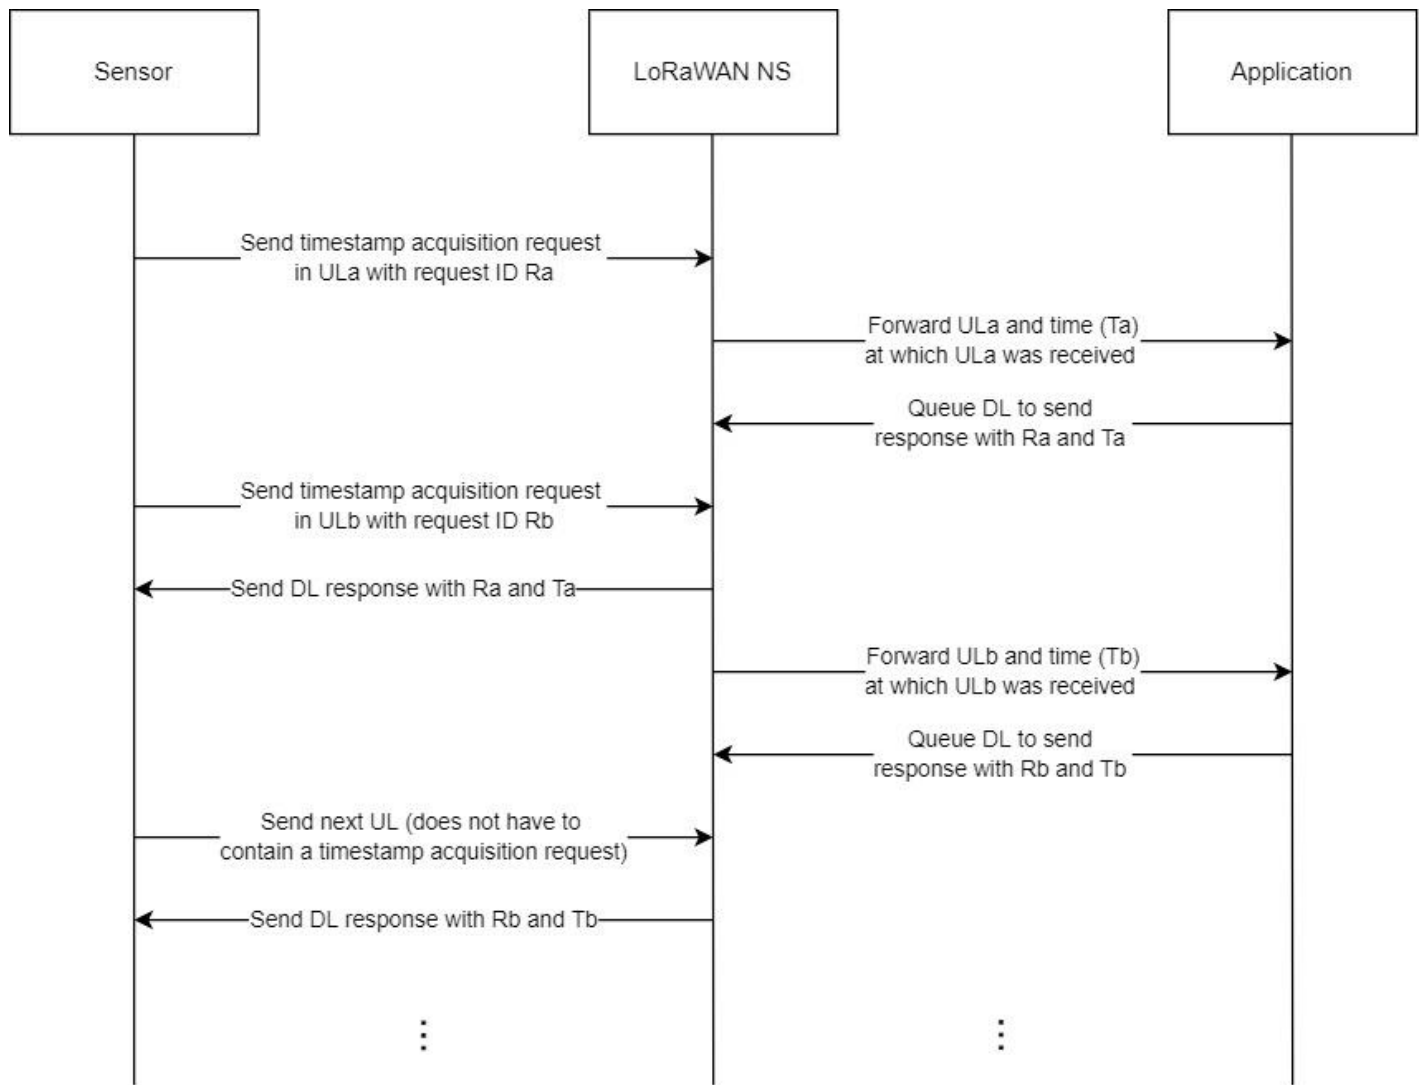 Sensor
LoRaWAN NS
Application
Send timestamp acquisition request
in ULa with request ID Ra
Forward ULa and time (Ta)
at which ULa was received
Queue DL to send
response with Ra and Ta
Send timestamp acquisition request
in ULb with request ID Rb
Send DL response with Ra and Ta
Forward ULb and time (Tb)
at which ULb was received
Queue DL to send
response with Rb and Tb
Send next UL (does not have to
contain a timestamp acquisition request)
Send DL response with Rb and Tb